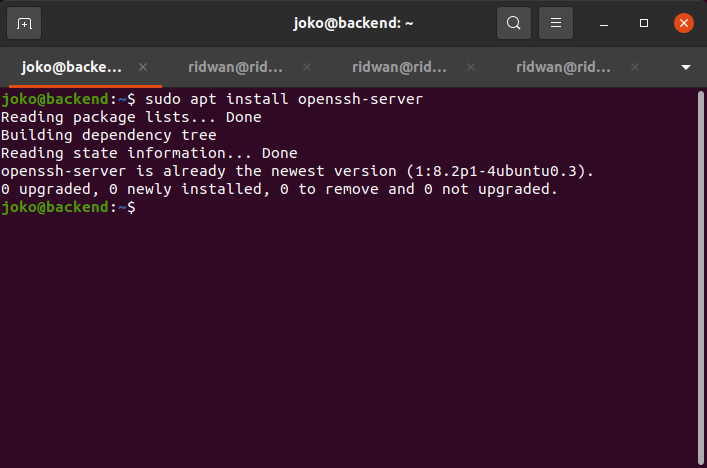 joko@backend: ~
joko@backe...
ridwan@rid...
ridwan@rid...
ridwan@rid...
joko@backend:~$ sudo apt install openssh-server
Reading package lists... Done
Building dependency tree
Reading state information... Done
openssh-server is already the newest version (1:8.2p1-4ubuntu0.3).
0 upgraded, 0 newly installed, 0 to remove and 0 not upgraded.
joko@backend:~$